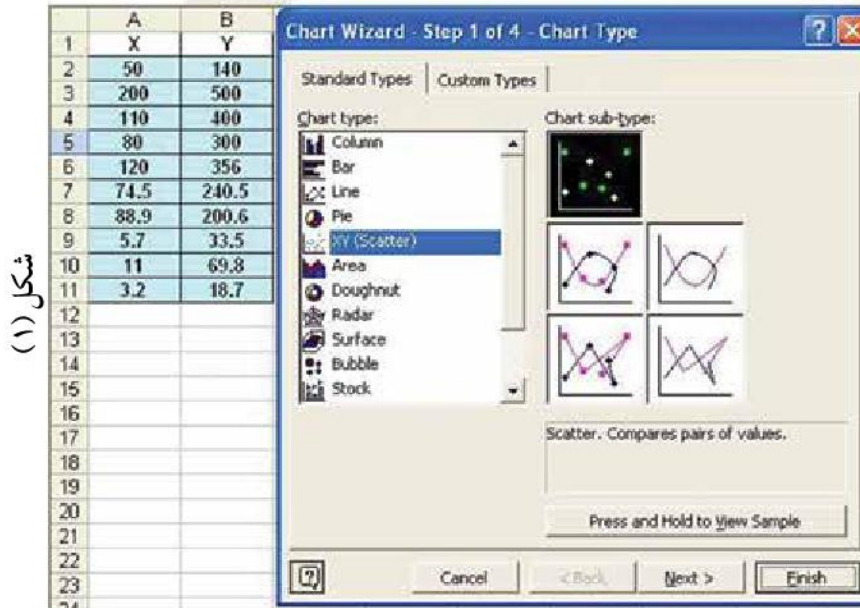 شكل (١)
A B
1 X Y
2 50 140
3 200 500
4 110 400
5 80 300
6 120 356
7 74.5 240.5
8 88.9 200.6
9 5.7 33.5
10 11 69.8
11 3.2 18.7
12
13
14
15
16
17
18
19
20
21
22
23
24
Chart Wizard - Step 1 of 4 - Chart Type
Standard Types Custom Types
Chart type:
Column
Bar
Line
Pie
XY (Scatter)
Area
Doughnut
Radar
Surface
Bubble
Stock
Chart sub-type:
Scatter. Compares pairs of values.
Press and Hold to View Sample
Cancel < Back Next > Finish